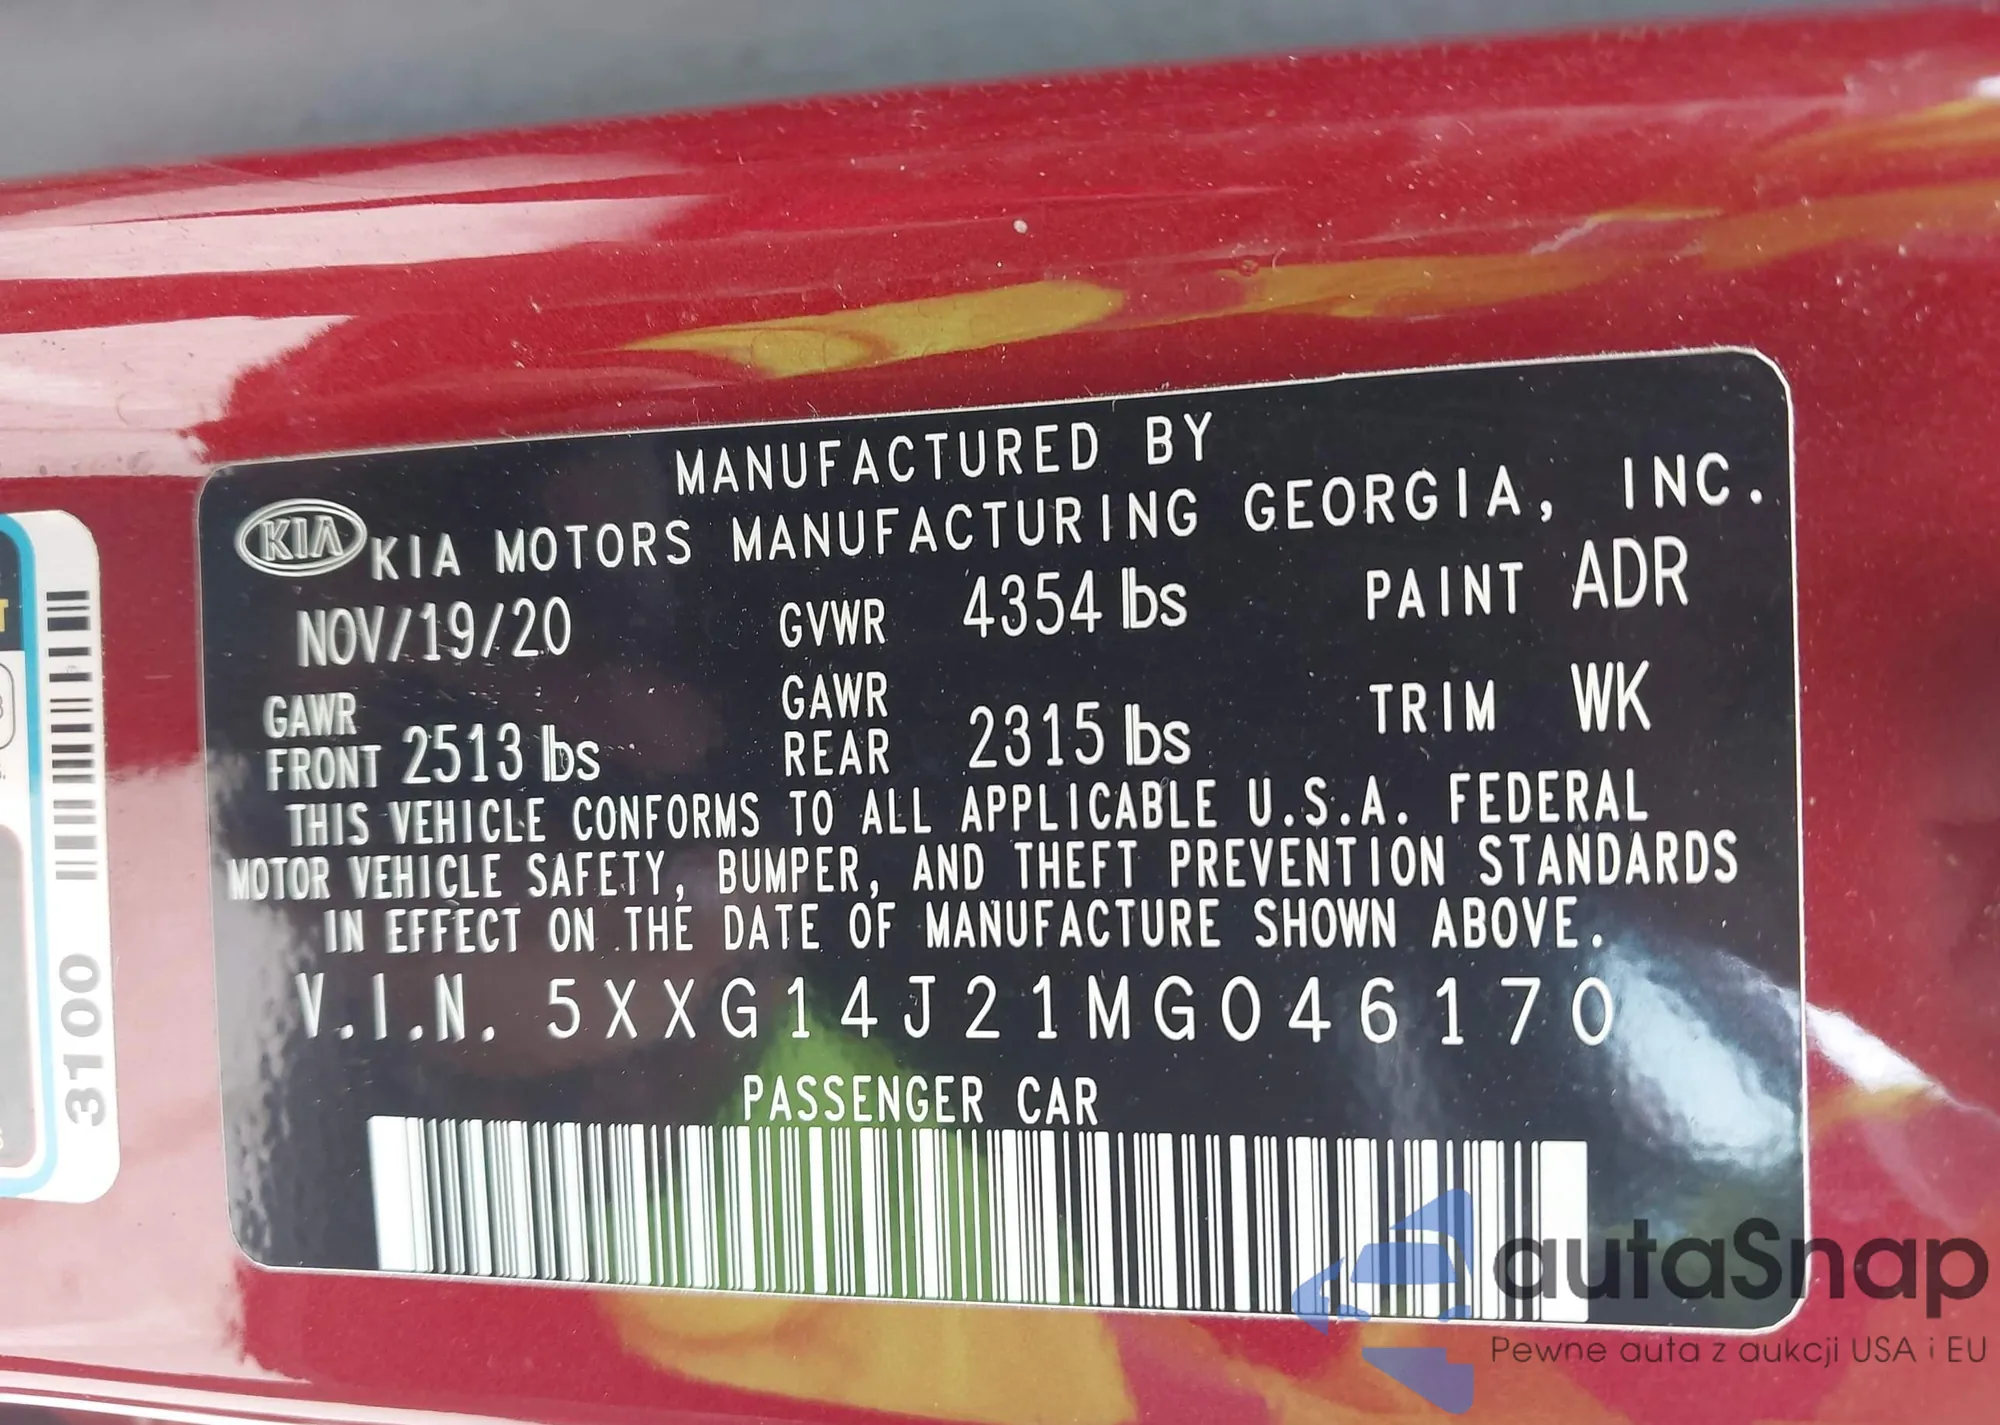 MANUFACTURED BY
KIA KIA MOTORS MANUFACTURING GEORGIA, INC.
NOV/19/20 GVWR 4354 lbs PAINT ADR
GAWR FRONT 2513 lbs GAWR REAR 2315 lbs TRIM WK
THIS VEHICLE CONFORMS TO ALL APPLICABLE U.S.A. FEDERAL
MOTOR VEHICLE SAFETY, BUMPER, AND THEFT PREVENTION STANDARDS
IN EFFECT ON THE DATE OF MANUFACTURE SHOWN ABOVE.
V.I.N. 5XXG14J21MG046170
PASSENGER CAR
3100
autaSnap
Pewne auta z aukcji USA i EU